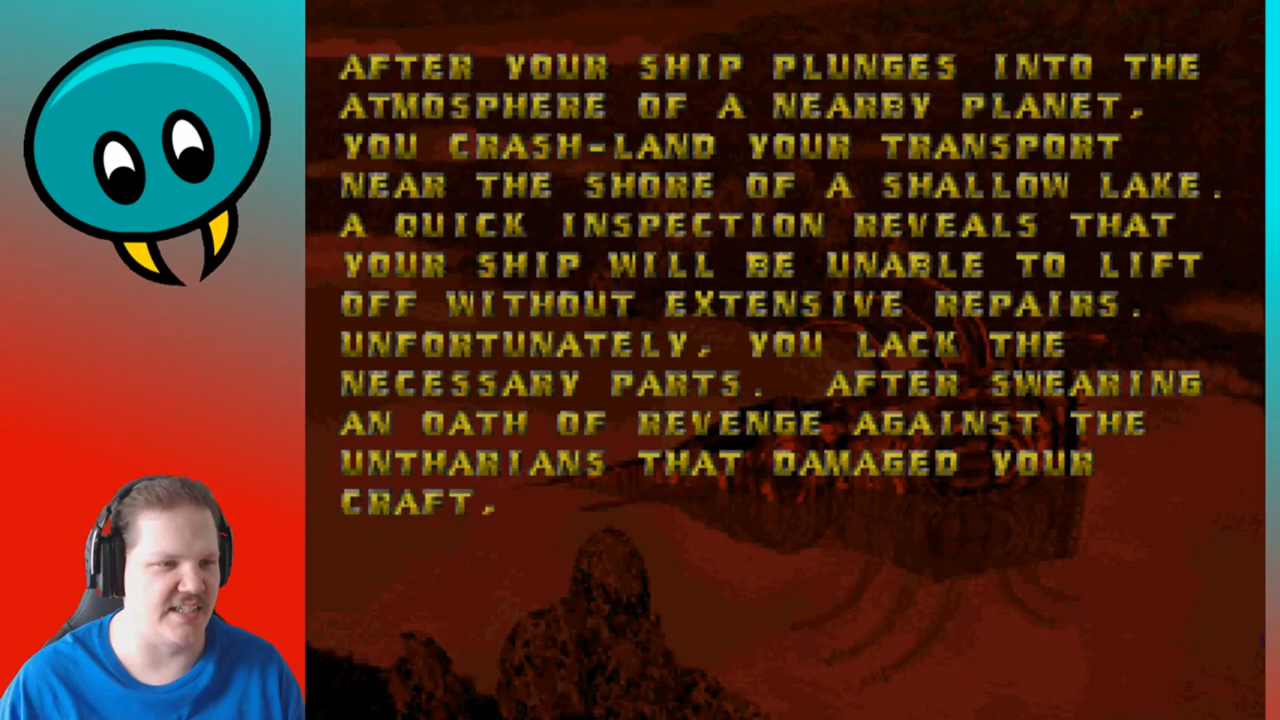 AFTER YOUR SHIP PLUNGES INTO THE
ATMOSPHERE OF A NEARBY PLANET,
YOU CRASH-LAND YOUR TRANSPORT
NEAR THE SHORE OF A SHALLOW LAKE.
A QUICK INSPECTION REVEALS THAT
YOUR SHIP WILL BE UNABLE TO LIFT
OFF WITHOUT EXTENSIVE REPAIRS.
UNFORTUNATELY, YOU LACK THE
NECESSARY PARTS. AFTER SWEARING
AN OATH OF REVENGE AGAINST THE
UNTHARIANS THAT DAMAGED YOUR
CRAFT,